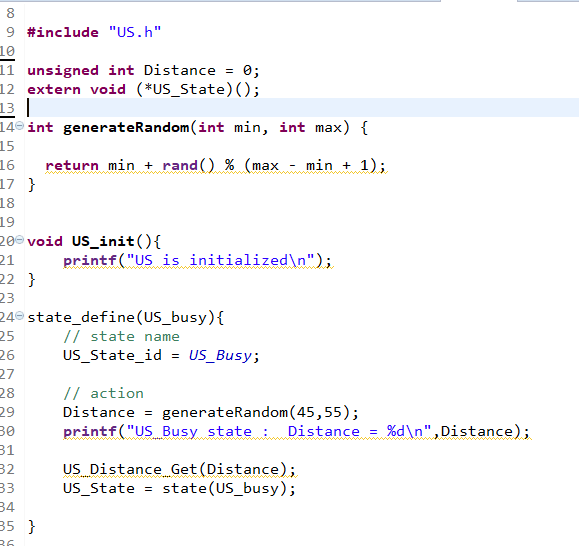 8
9 #include "US.h"
10
11 unsigned int Distance = 0;
12 extern void (*US_State)();
13
14 int generateRandom(int min, int max) {
15
16 return min + rand() % (max - min + 1);
17 }
18
19
20 void US_init(){
21 printf("US is initialized\n");
22 }
23
24 state_define(US_busy){
25 // state name
26 US_State_id = US_Busy;
27
28 // action
29 Distance = generateRandom(45,55);
30 printf("US_Busy state :  Distance = %d\n",Distance);
31
32 US_Distance_Get(Distance);
33 US_State = state(US_busy);
34
35 }
36